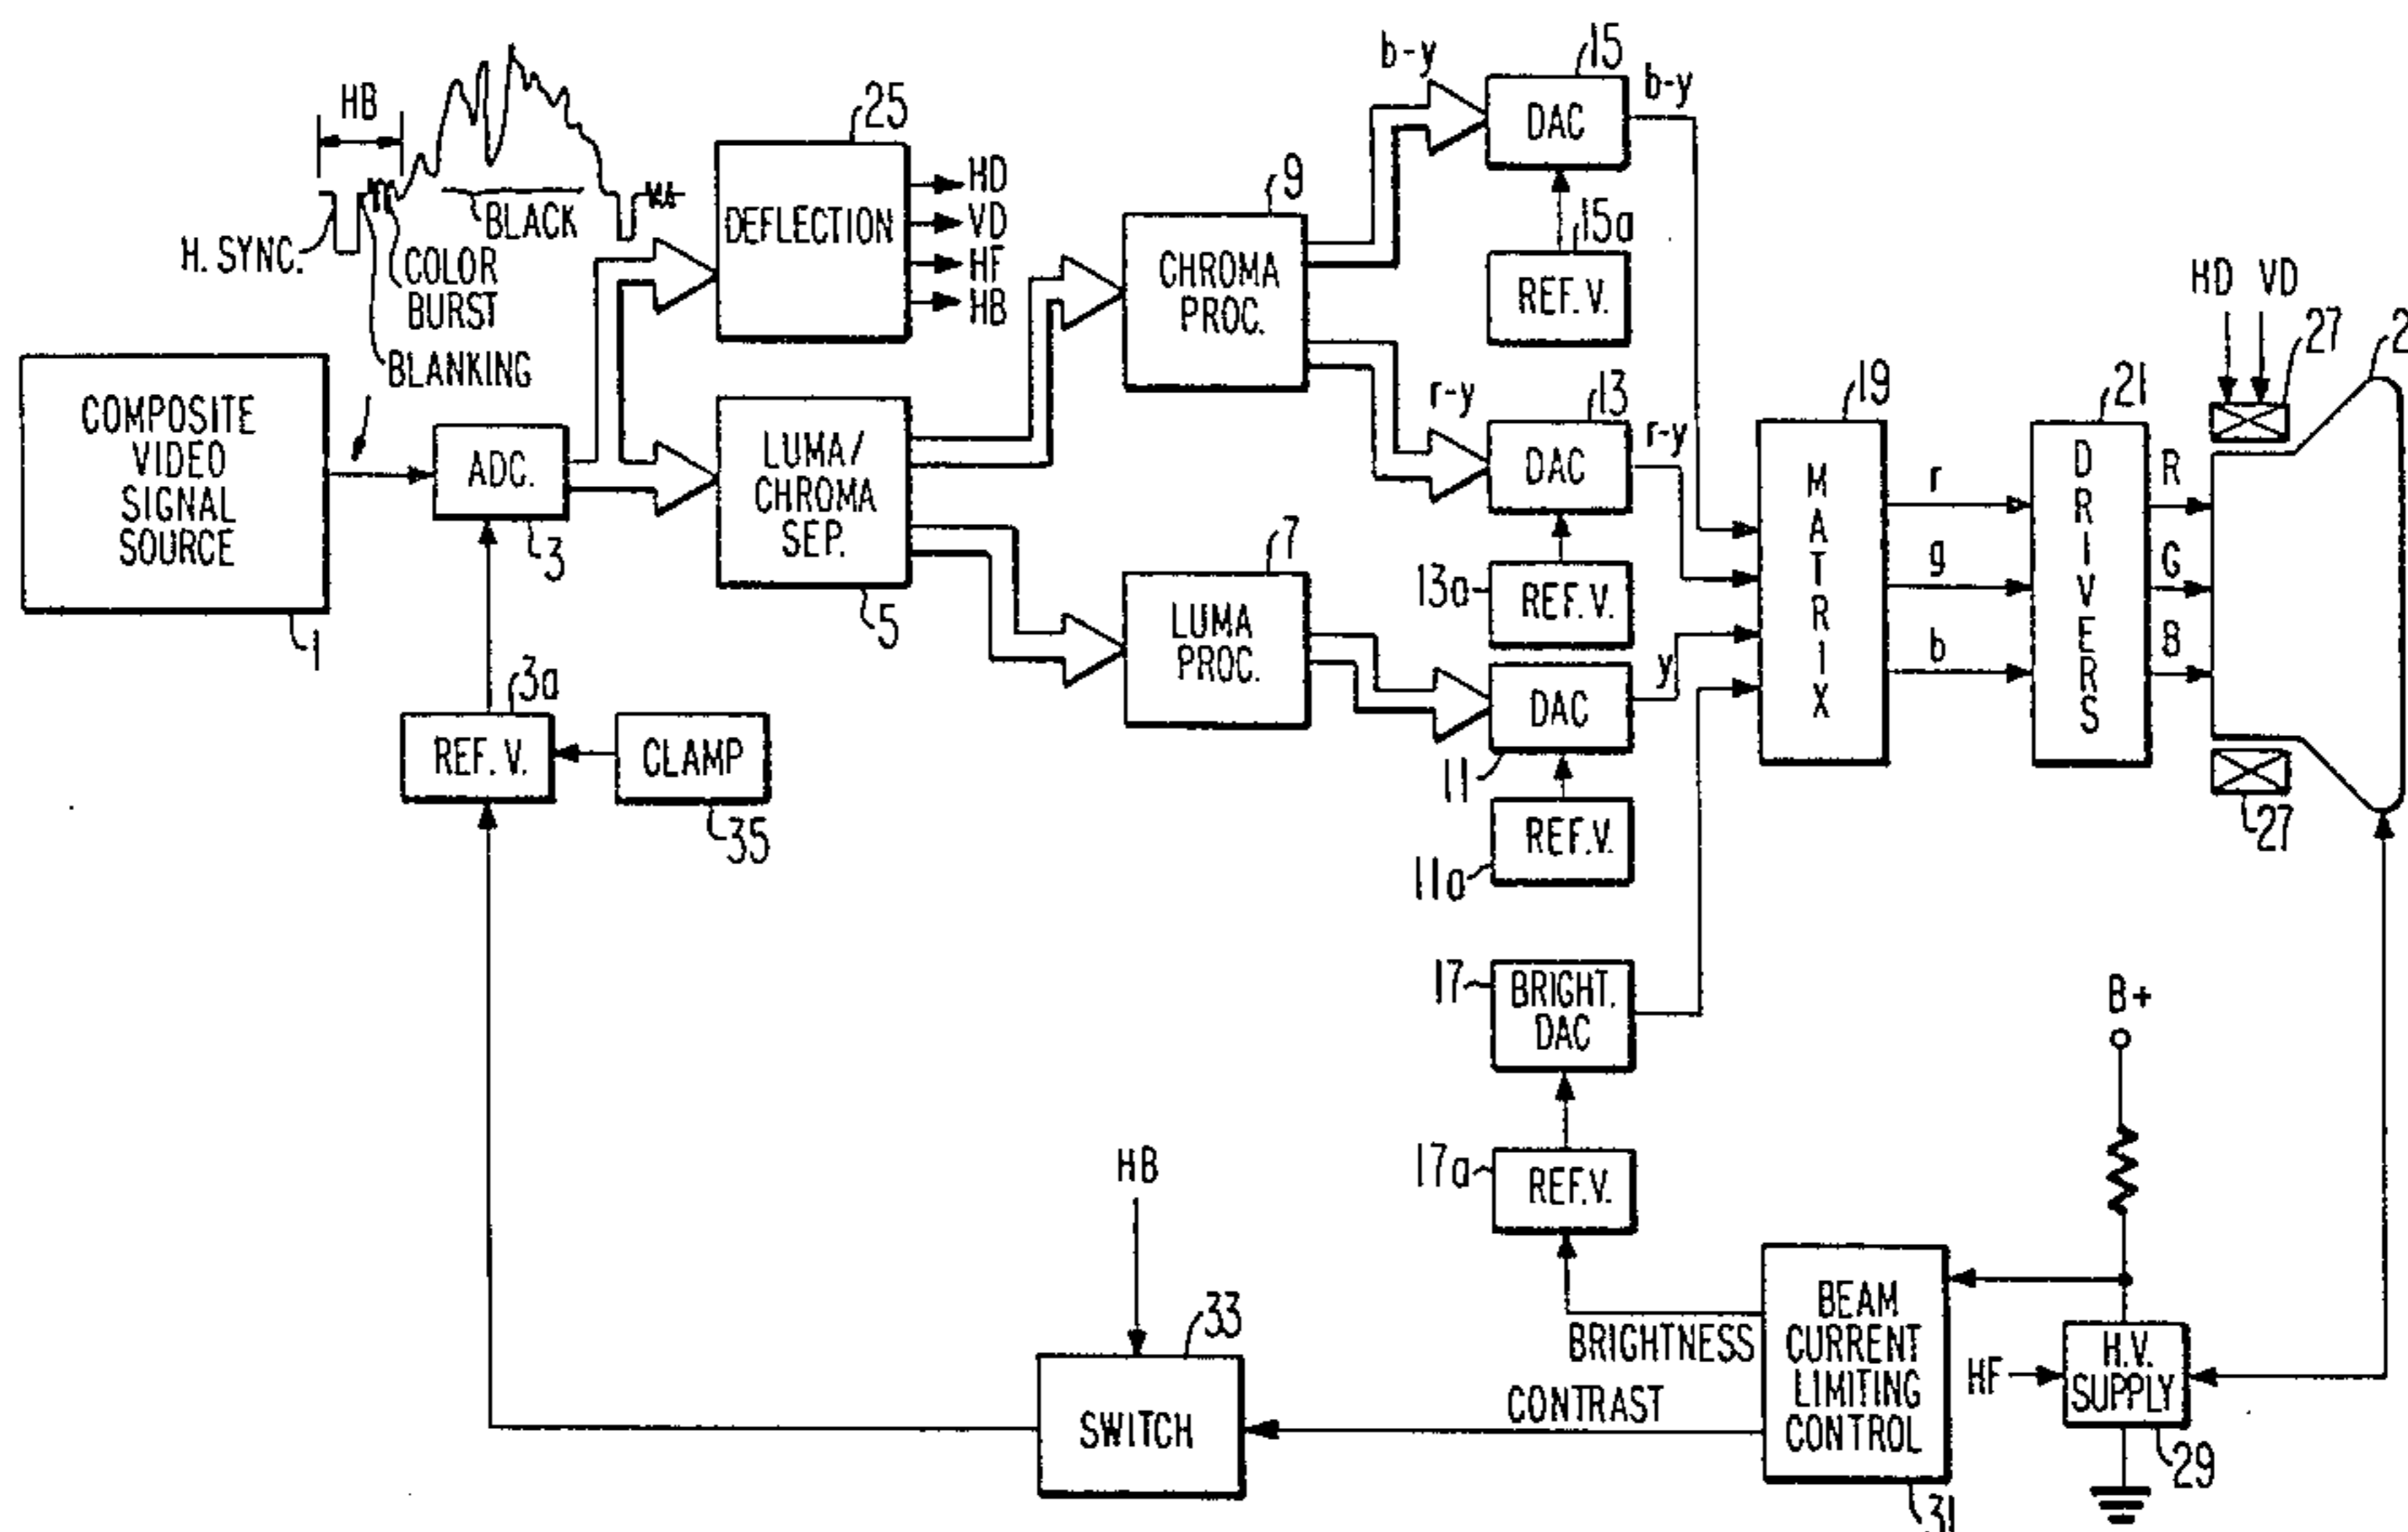 HB
H. SYNC.
BLACK
COLOR
BURST
BLANKING
COMPOSITE
VIDEO
SIGNAL
SOURCE
1
ADC.
3
3a
REF. V.
CLAMP
35
25
DEFLECTION
HD
VD
HF
HB
LUMA/
CHROMA
SEP.
5
9
CHROMA
PROC.
7
LUMA
PROC.
b-y
15
DAC
b-y
15a
REF. V.
r-y
13
DAC
r-y
13a
REF. V.
DAC
y
11
REF. V.
11a
17
BRIGHT.
DAC
17a
REF. V.
19
MATRIX
r
g
b
21
DRIVERS
R
G
B
HD VD
27
27
B+
HB
33
SWITCH
BRIGHTNESS
CONTRAST
BEAM
CURRENT
LIMITING
CONTROL
31
HF
H.V.
SUPPLY
29